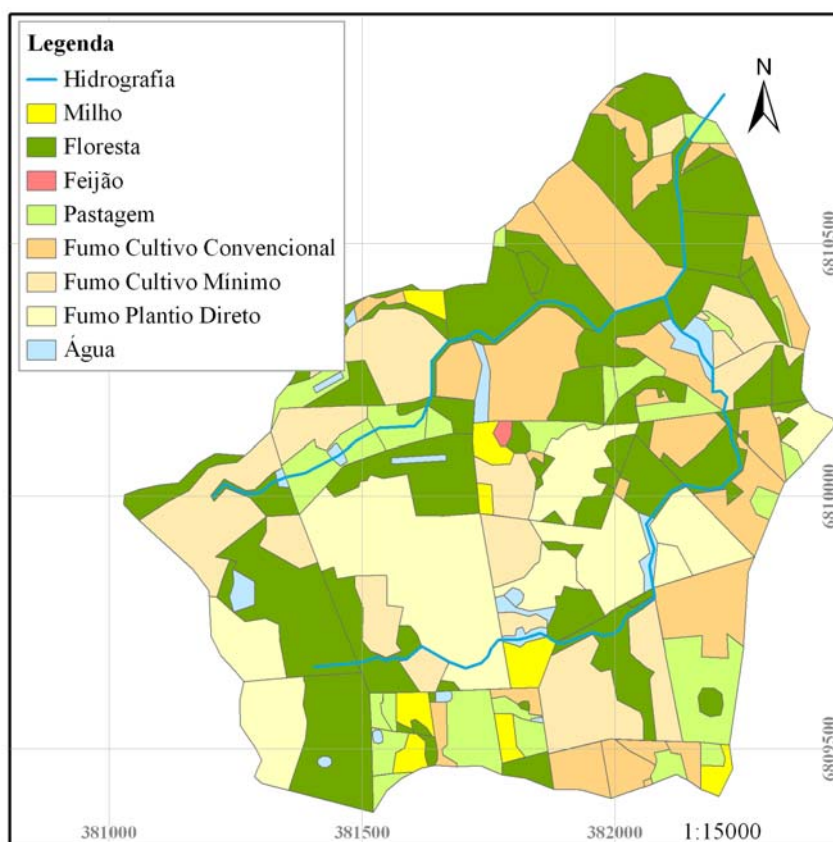 Legenda
Hidrografia
Milho
Floresta
Feijão
Pastagem
Fumo Cultivo Convencional
Fumo Cultivo Mínimo
Fumo Plantio Direto
Água
N
6810500
6810000
6809500
381000
381500
382000
1:15000